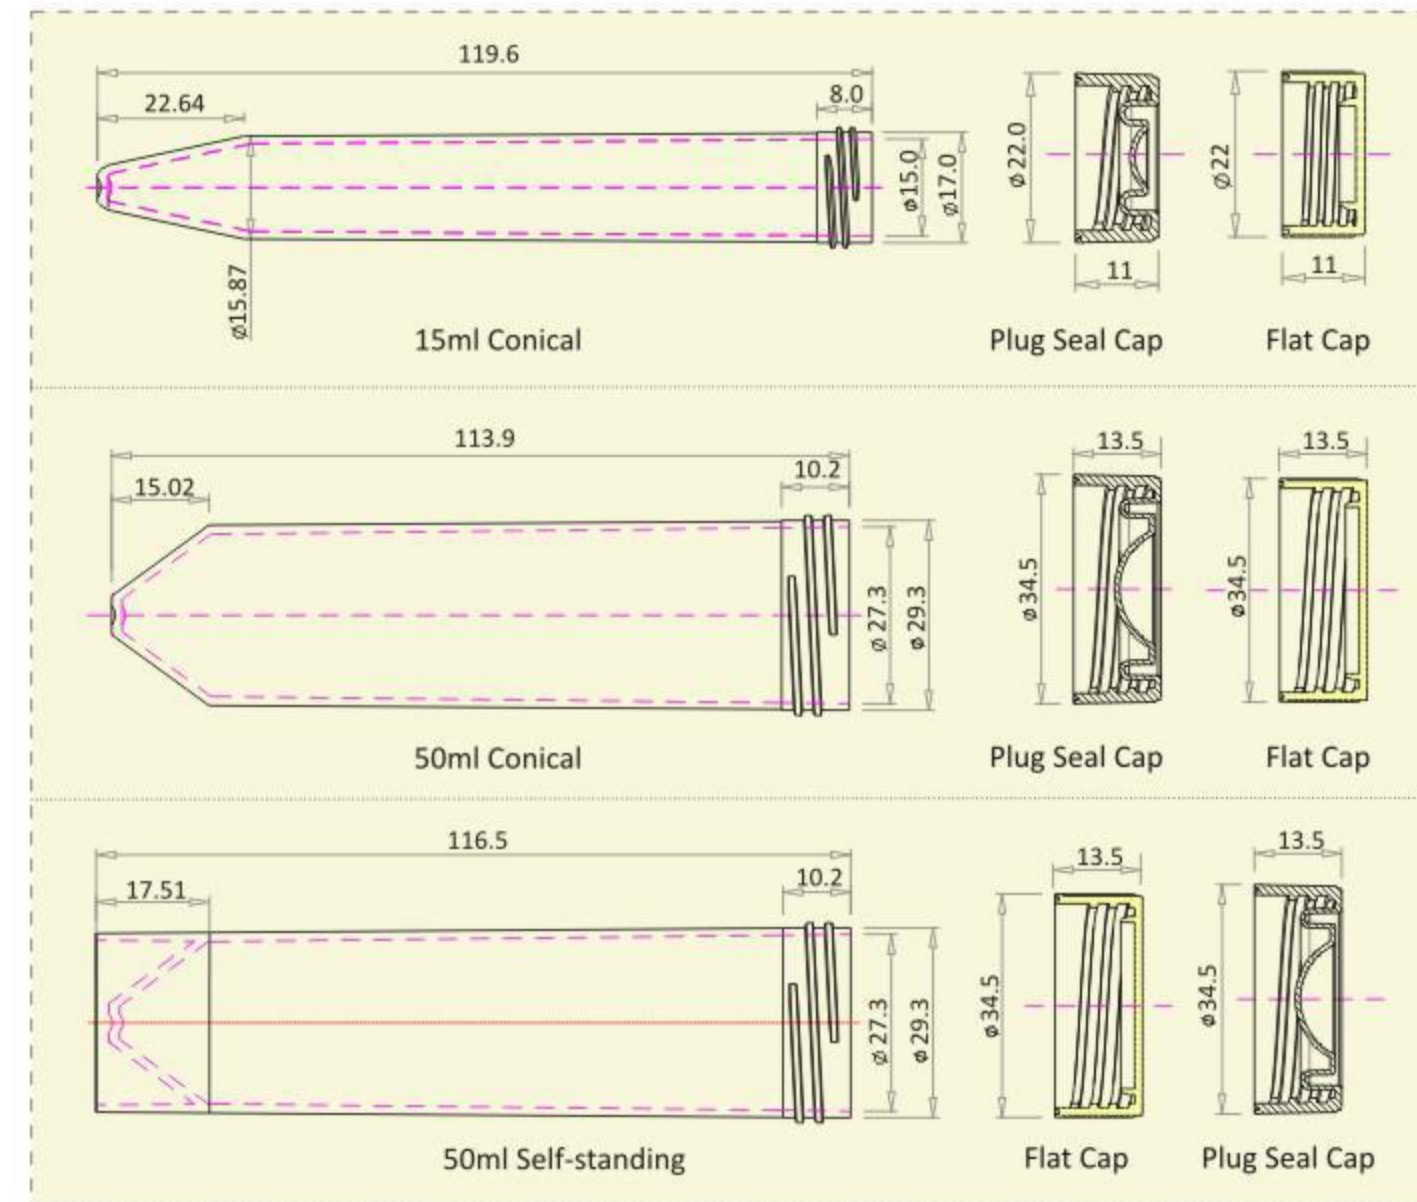 119.6
22.64
8.0
ø15.87
ø15.0
ø17.0
ø22.0
11
ø22
11
15ml Conical
Plug Seal Cap
Flat Cap
113.9
15.02
10.2
ø27.3
ø29.3
13.5
ø34.5
13.5
ø34.5
50ml Conical
Plug Seal Cap
Flat Cap
116.5
17.51
10.2
ø27.3
ø29.3
13.5
ø34.5
13.5
ø34.5
50ml Self-standing
Flat Cap
Plug Seal Cap